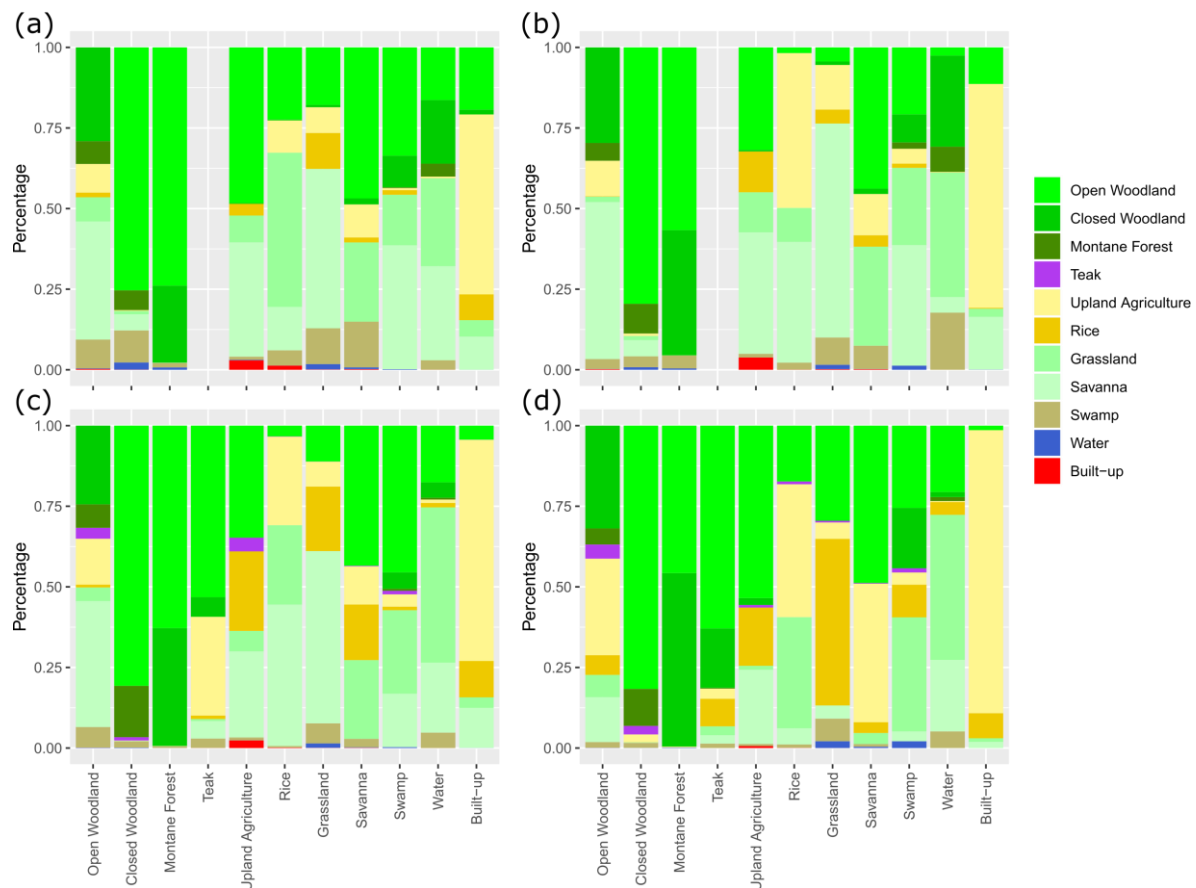 (a)
(b)
1.00
0.75
0.50
0.25
0.00
Percentage
1.00
0.75
0.50
0.25
0.00
Percentage
(c)
(d)
1.00
0.75
0.50
0.25
0.00
Percentage
1.00
0.75
0.50
0.25
0.00
Percentage
Open Woodland
Closed Woodland
Montane Forest
Teak
Upland Agriculture
Rice
Grassland
Savanna
Swamp
Water
Built-up
Open Woodland
Closed Woodland
Montane Forest
Teak
Upland Agriculture
Rice
Grassland
Savanna
Swamp
Water
Built-up
Open Woodland
Closed Woodland
Montane Forest
Teak
Upland Agriculture
Rice
Grassland
Savanna
Swamp
Water
Built-up